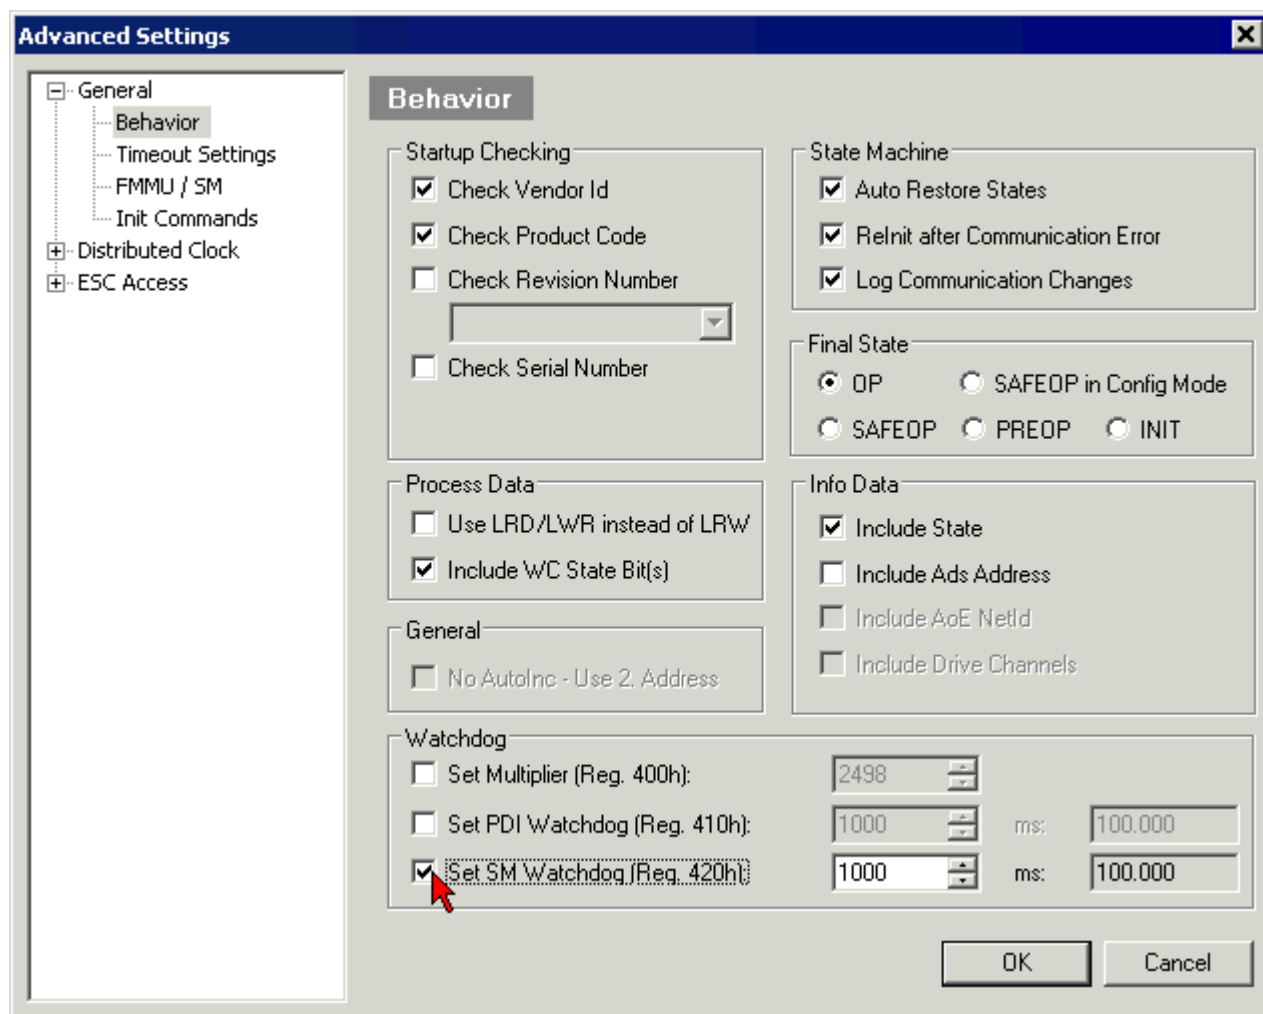 Advanced Settings
General
Behavior
Timeout Settings
FMMU / SM
Init Commands
Distributed Clock
ESC Access
Behavior
Startup Checking
Check Vendor Id
Check Product Code
Check Revision Number
Check Serial Number
State Machine
Auto Restore States
ReInit after Communication Error
Log Communication Changes
Final State
OP SAFEOP in Config Mode
SAFEOP PREOP INIT
Process Data
Use LRD/LWR instead of LRW
Include WC State Bit(s)
Info Data
Include State
Include Ads Address
Include AoE NetId
Include Drive Channels
General
No AutoInc - Use 2. Address
Watchdog
Set Multiplier (Reg. 400h): 2498
Set PDI Watchdog (Reg. 410h): 1000 ms: 100.000
Set SM Watchdog (Reg. 420h): 1000 ms: 100.000
OK Cancel